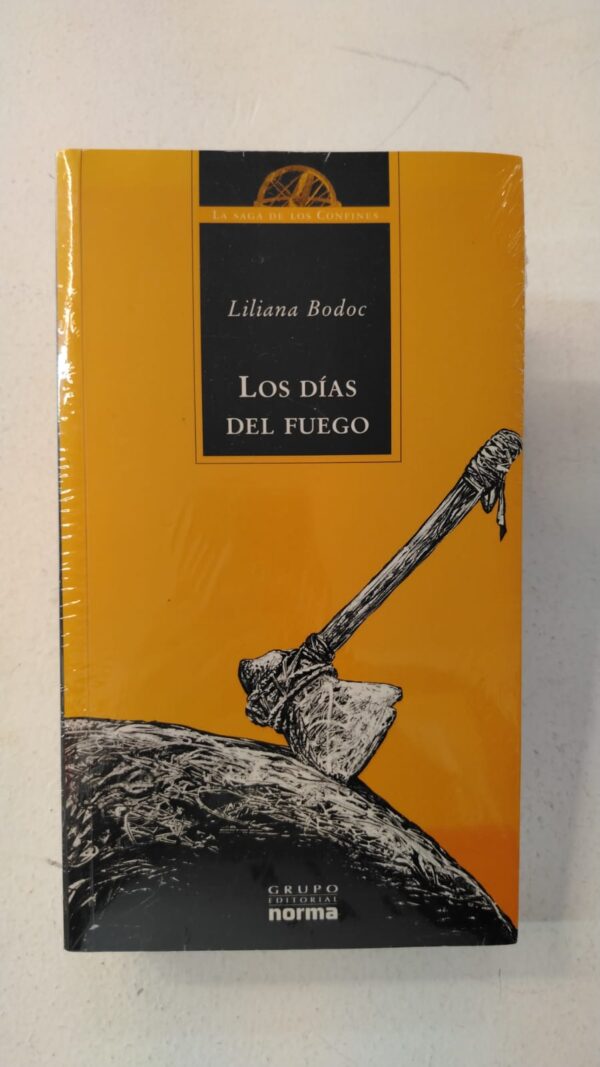 LA SAGA DE LOS CONFINES
Liliana Bodoc
LOS DÍAS
DEL FUEGO
GRUPO
EDITORIAL
norma